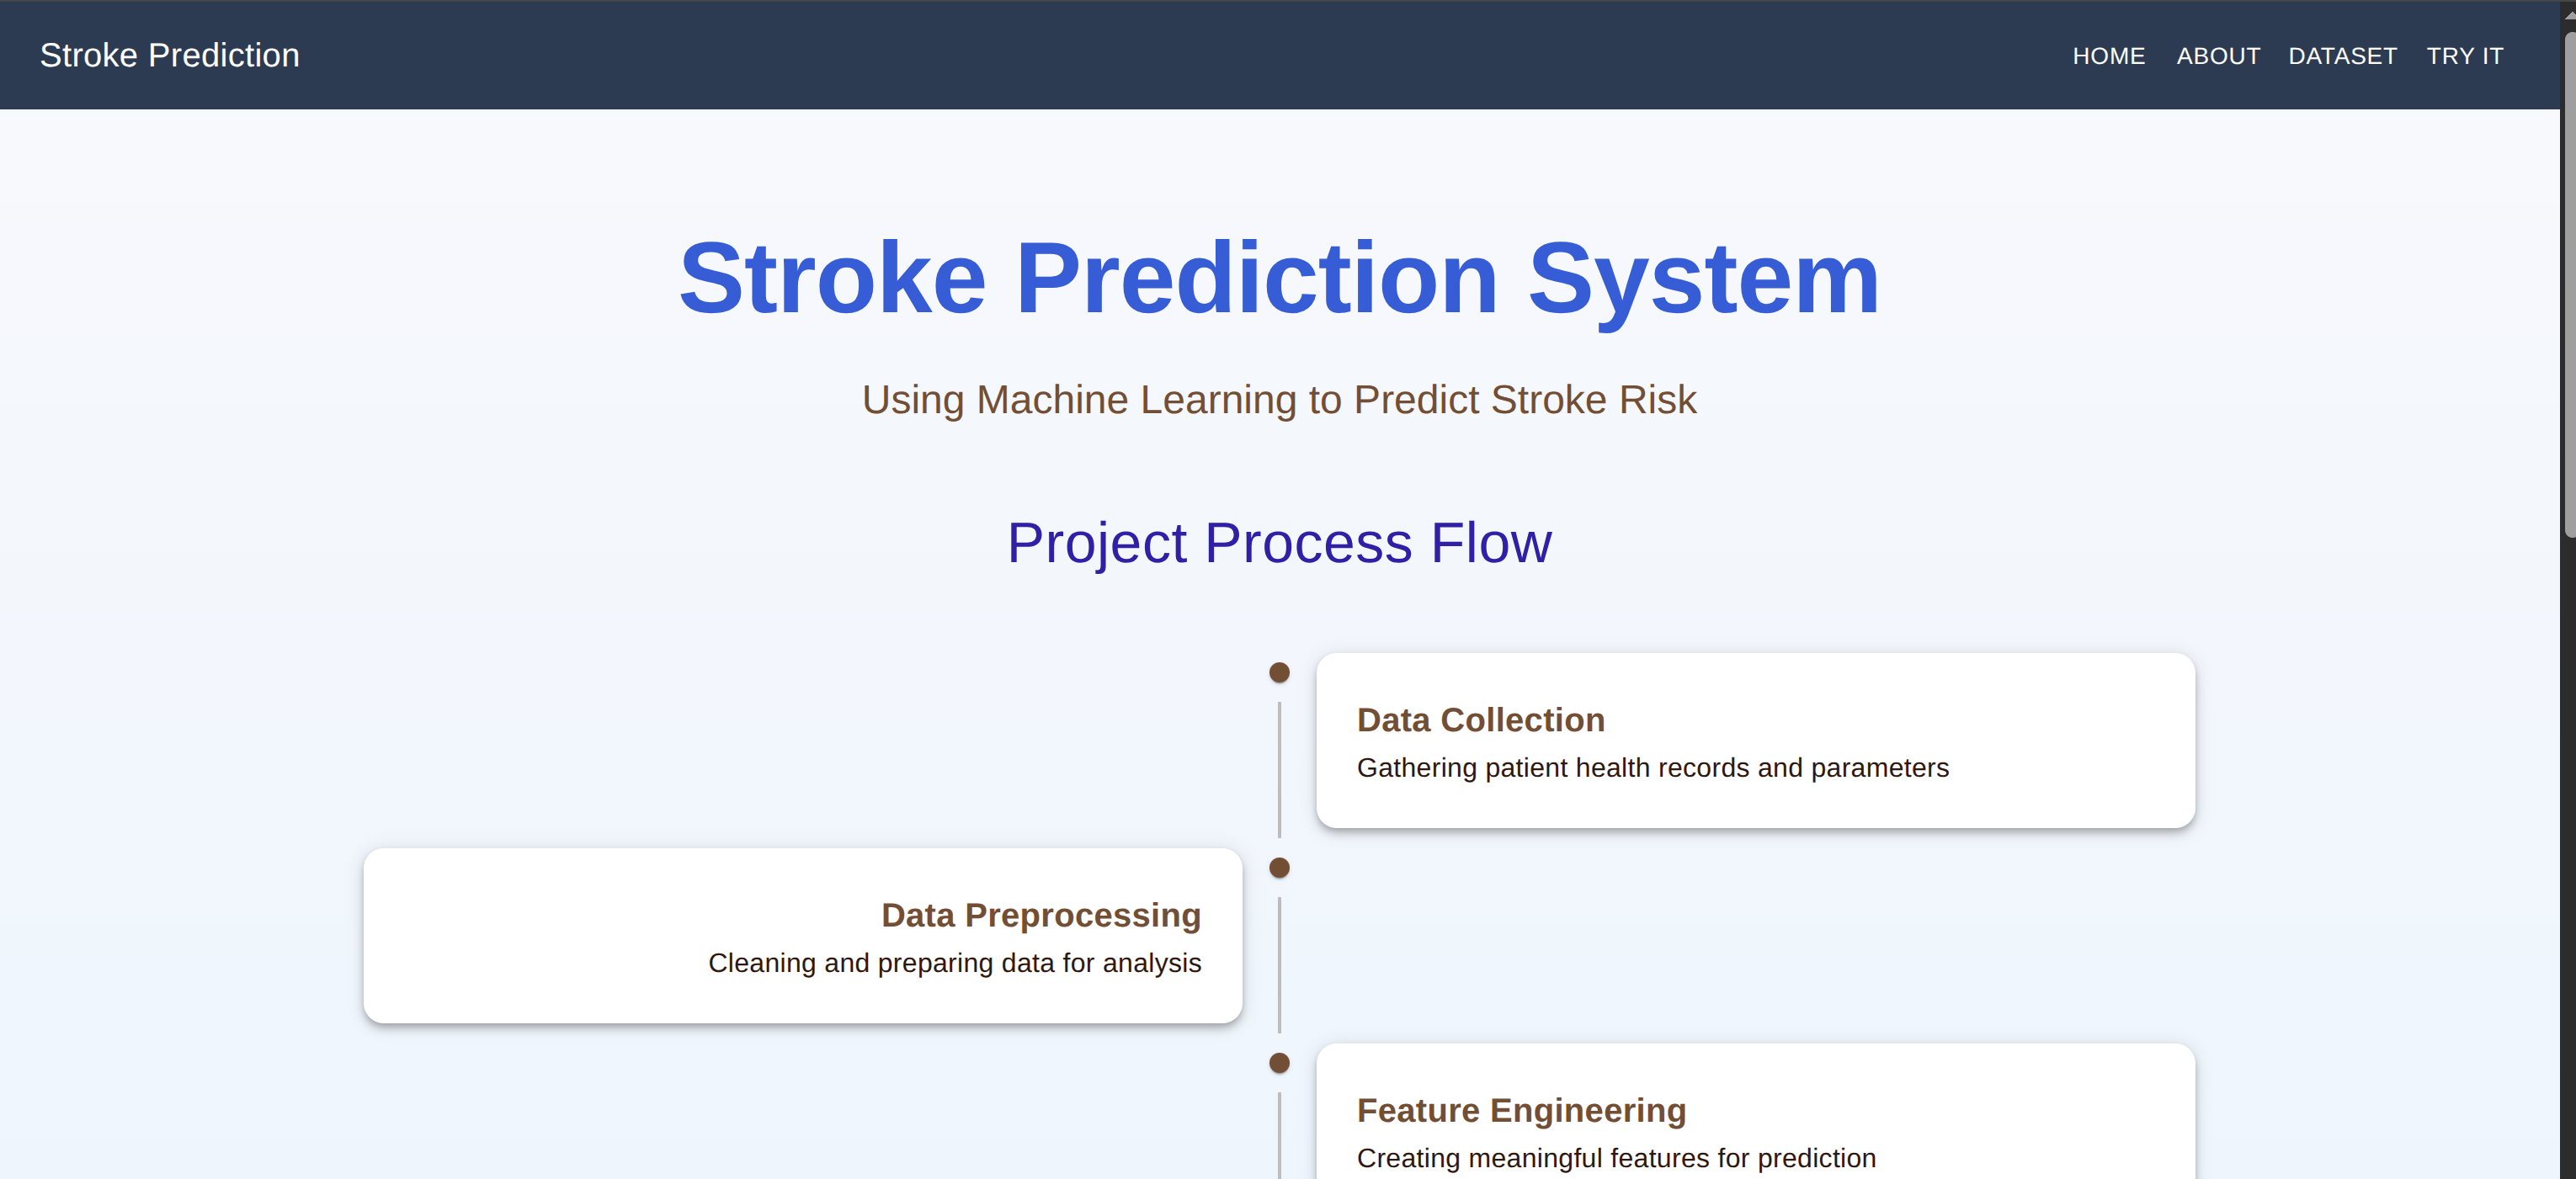 Stroke Prediction
HOME ABOUT DATASET TRY IT
Stroke Prediction System
Using Machine Learning to Predict Stroke Risk
Project Process Flow
Data Collection
Gathering patient health records and parameters
Data Preprocessing
Cleaning and preparing data for analysis
Feature Engineering
Creating meaningful features for prediction